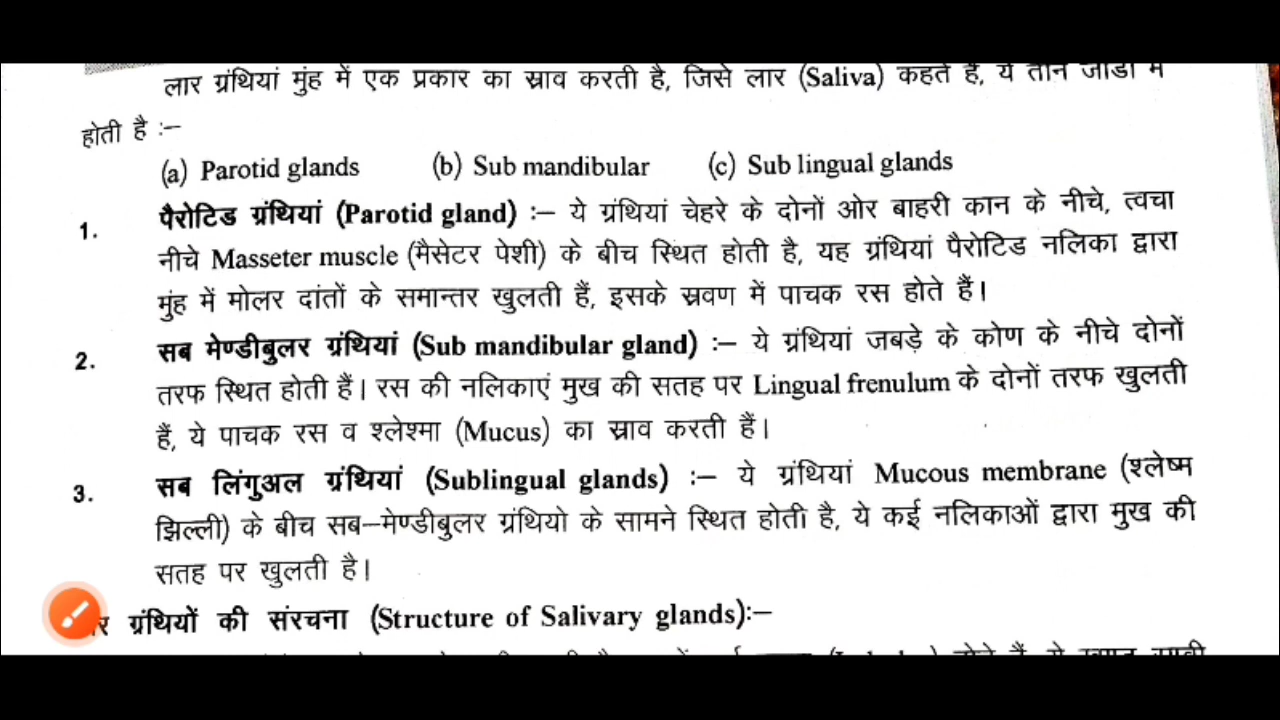 लार ग्रंथियां मुंह में एक प्रकार का स्राव करती है, जिसे लार (Saliva) कहते है, ये तीन जोडों में
होती है :–
(a) Parotid glands (b) Sub mandibular (c) Sub lingual glands
1. पैरोटिड ग्रंथियां (Parotid gland) :– ये ग्रंथियां चेहरे के दोनों ओर बाहरी कान के नीचे, त्वचा
नीचे Masseter muscle (मैसेटर पेशी) के बीच स्थित होती है, यह ग्रंथियां पैरोटिड नलिका द्वारा
मुंह में मोलर दांतों के समान्तर खुलती हैं, इसके स्रवण में पाचक रस होते हैं।
2. सब मेण्डीबुलर ग्रंथियां (Sub mandibular gland) :– ये ग्रंथियां जबड़े के कोण के नीचे दोनों
तरफ स्थित होती हैं। रस की नलिकाएं मुख की सतह पर Lingual frenulum के दोनों तरफ खुलती
हैं, ये पाचक रस व श्लेश्मा (Mucus) का स्राव करती हैं।
3. सब लिंगुअल ग्रंथियां (Sublingual glands) :– ये ग्रंथियां Mucous membrane (श्लेष्म
झिल्ली) के बीच सब–मेण्डीबुलर ग्रंथियो के सामने स्थित होती है, ये कई नलिकाओं द्वारा मुख की
सतह पर खुलती है।
ग्रंथियों की संरचना (Structure of Salivary glands):–